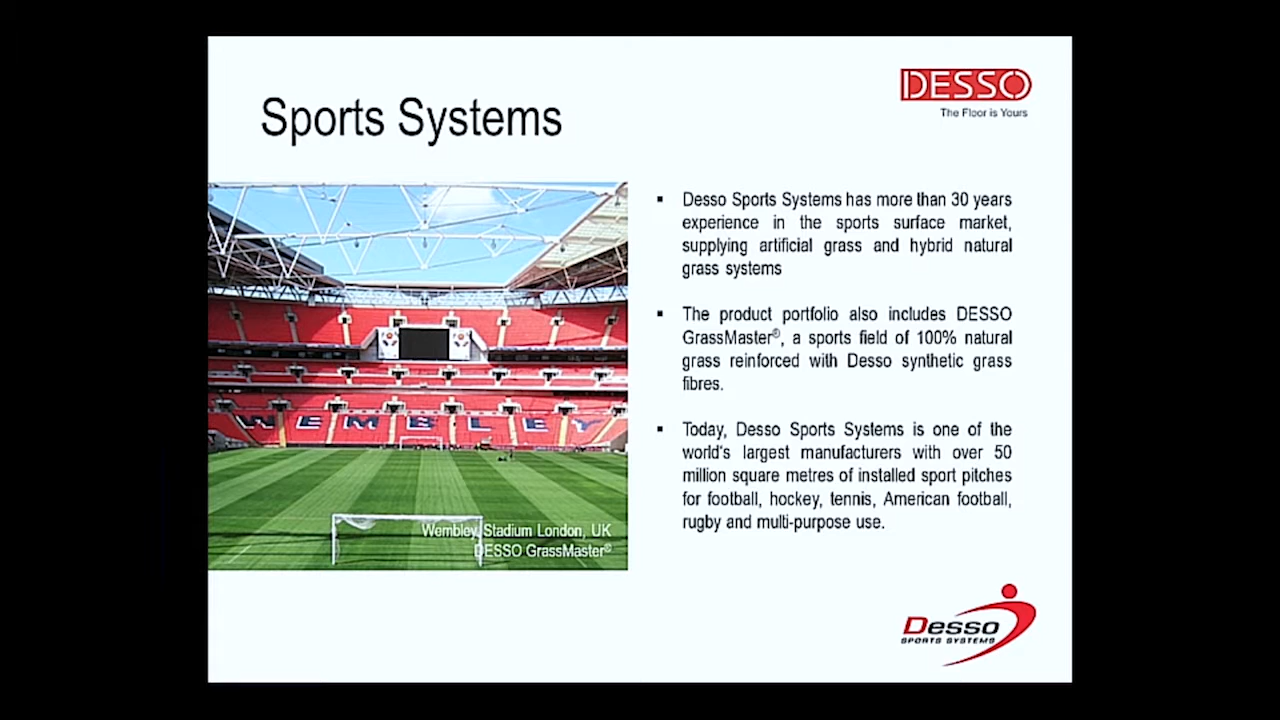 DESSO
The Floor is Yours
Sports Systems
WEMBLEY
Wembley Stadium London, UK
DESSO GrassMaster©
▪ Desso Sports Systems has more than 30 years
experience in the sports surface market,
supplying artificial grass and hybrid natural
grass systems
▪ The product portfolio also includes DESSO
GrassMaster©, a sports field of 100% natural
grass reinforced with Desso synthetic grass
fibres.
▪ Today, Desso Sports Systems is one of the
world's largest manufacturers with over 50
million square metres of installed sport pitches
for football, hockey, tennis, American football,
rugby and multi-purpose use.
Desso
SPORTS SYSTEMS